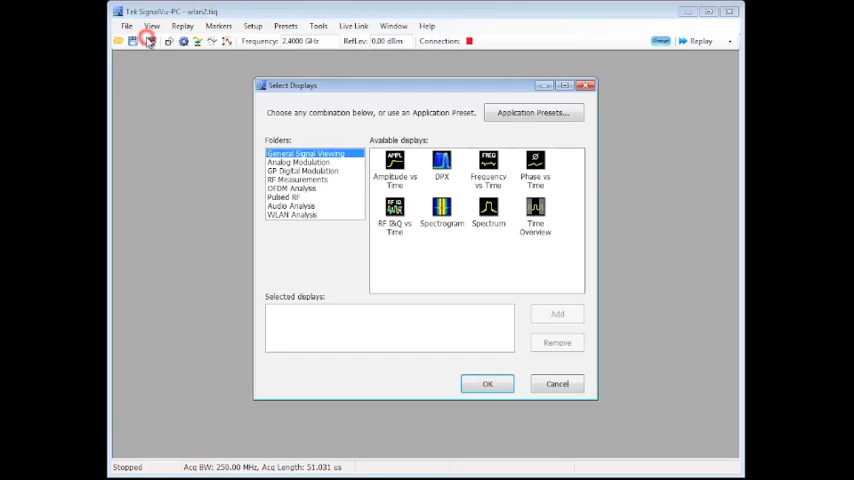 Tek SignalVu-PC - wlan2.tiq
File View Replay Markers Setup Presets Tools Live Link Window Help
Frequency: 2.4000 GHz RefLev: 0.00 dBm Connection: Preset Replay
Select Displays
Choose any combination below, or use an Application Preset. Application Presets...
Folders: Available displays:
General Signal Viewing
Analog Modulation
GP Digital Modulation
RF Measurements
OFDM Analysis
Pulsed RF
Audio Analysis
WLAN Analysis
AMPL FREQ Ø
Amplitude vs Time
DPX
Frequency vs Time
Phase vs Time
RF IQ
RF I&Q vs Time
Spectrogram
Spectrum
Time Overview
Selected displays:
Add
Remove
OK Cancel
Stopped Acq BW: 250.00 MHz, Acq Length: 51.031 us